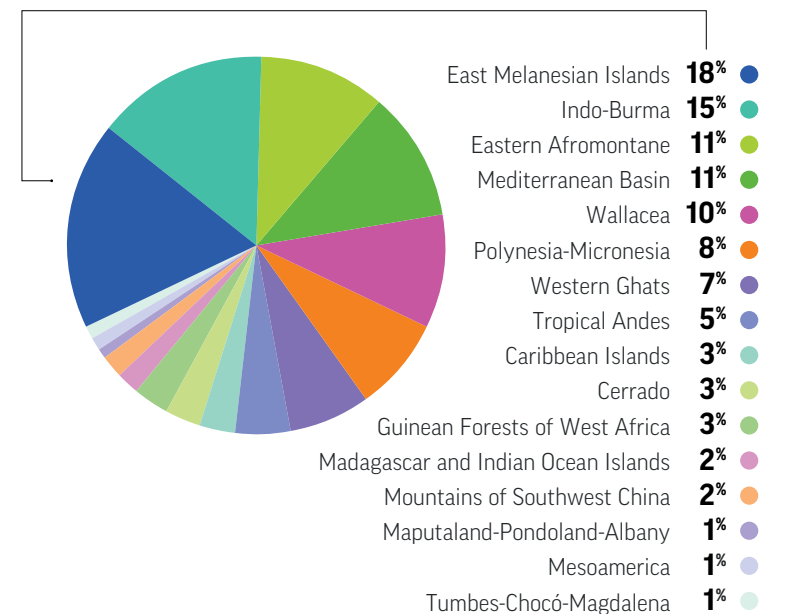 East Melanesian Islands 18%
Indo-Burma 15%
Eastern Afromontane 11%
Mediterranean Basin 11%
Wallacea 10%
Polynesia-Micronesia 8%
Western Ghats 7%
Tropical Andes 5%
Caribbean Islands 3%
Cerrado 3%
Guinean Forests of West Africa 3%
Madagascar and Indian Ocean Islands 2%
Mountains of Southwest China 2%
Maputaland-Pondoland-Albany 1%
Mesoamerica 1%
Tumbes-Chocó-Magdalena 1%